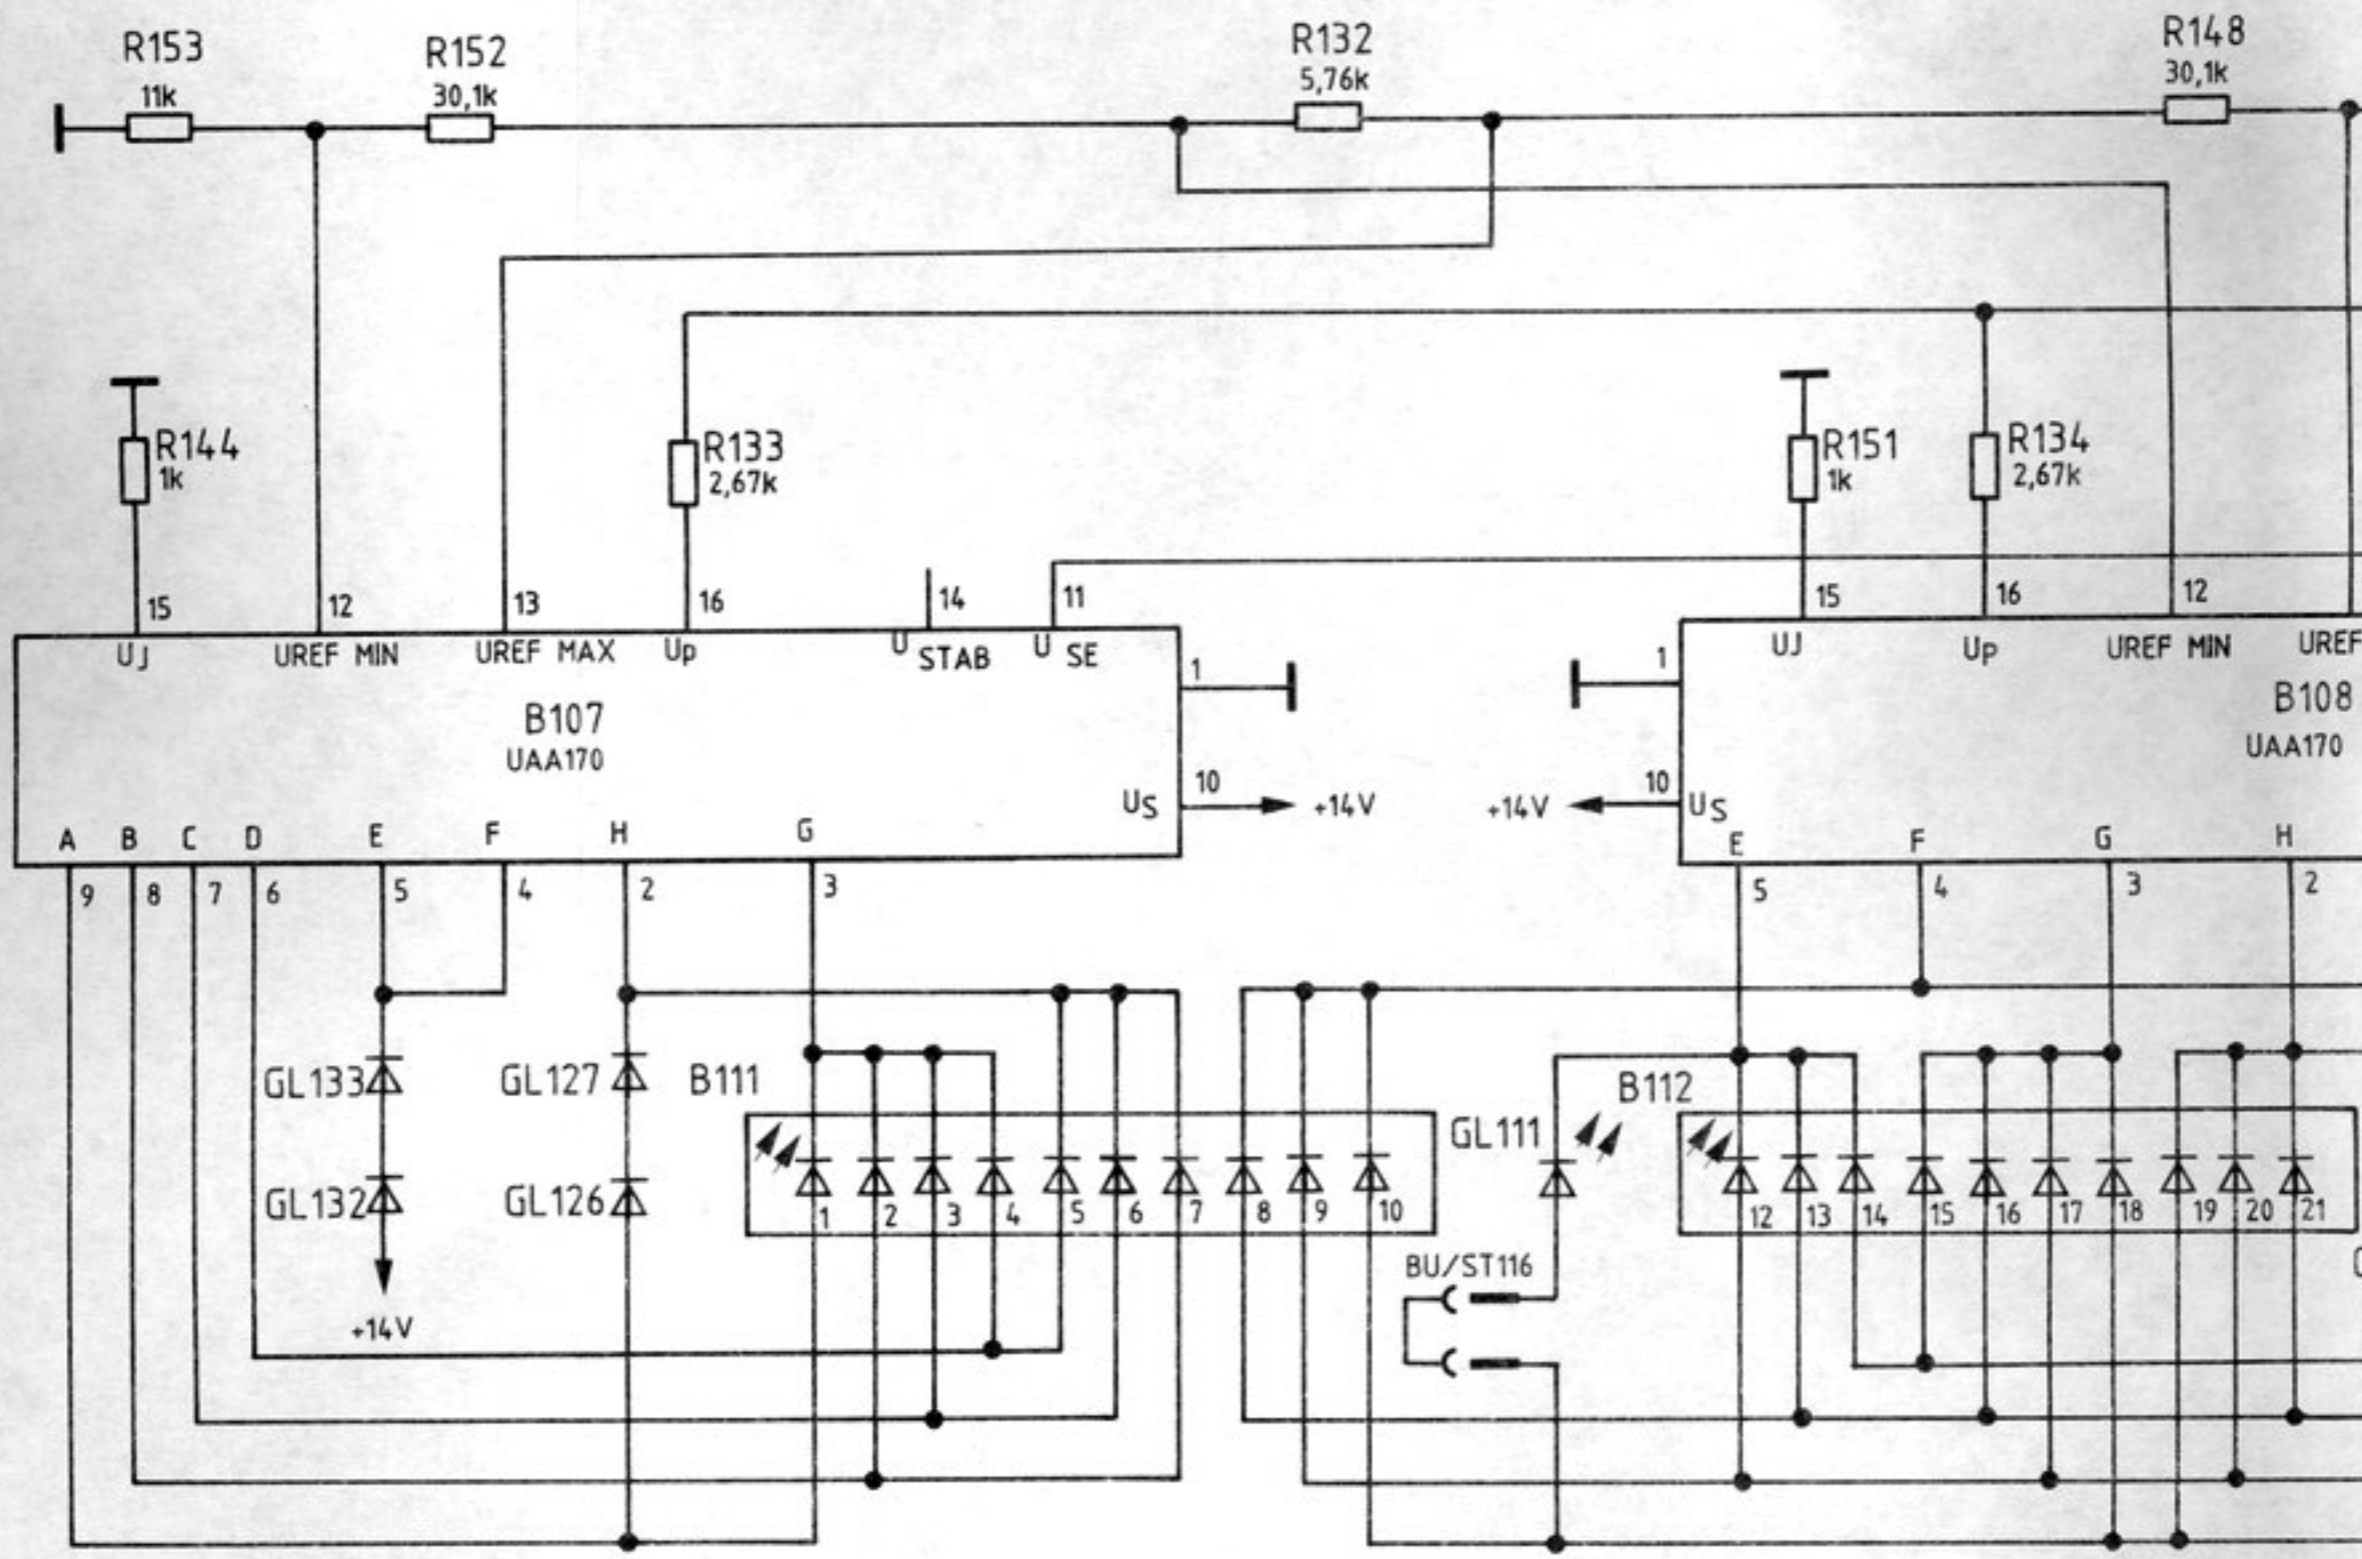 R153
11k
R152
30,1k
R132
5,76k
R148
30,1k
R144
1k
R133
2,67k
R151
1k
R134
2,67k
15
12
13
16
14
11
15
16
12
UJ
UREF MIN
UREF MAX
Up
U STAB
U SE
UJ
Up
UREF MIN
UREF
1
1
B107
UAA170
B108
UAA170
US
10
+14V
+14V
10
US
A
B
C
D
E
F
H
G
E
F
G
H
9
8
7
6
5
4
2
3
5
4
3
2
GL133
GL127
B111
GL111
B112
GL132
GL126
1
2
3
4
5
6
7
8
9
10
12
13
14
15
16
17
18
19
20
21
BU/ST116
+14V